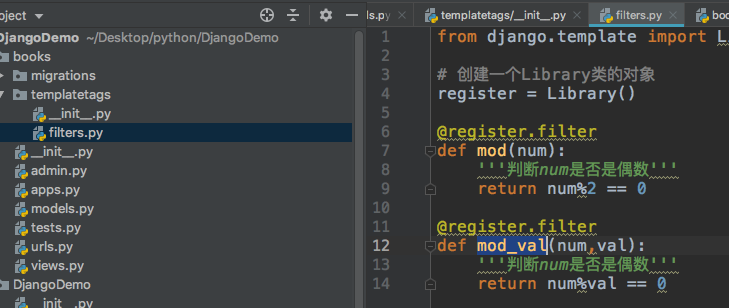 oject
ls.py
templatetags/__init__.py
filters.py
boo
DjangoDemo ~/Desktop/python/DjangoDemo
books
migrations
templatetags
__init__.py
filters.py
__init__.py
admin.py
apps.py
models.py
tests.py
urls.py
views.py
DjangoDemo
__init__.py
1 from django.template import L
2
3 # 创建一个Library类的对象
4 register = Library()
5
6 @register.filter
7 def mod(num):
8 '''判断num是否是偶数'''
9 return num%2 == 0
10
11 @register.filter
12 def mod_val(num,val):
13 '''判断num是否是偶数'''
14 return num%val == 0